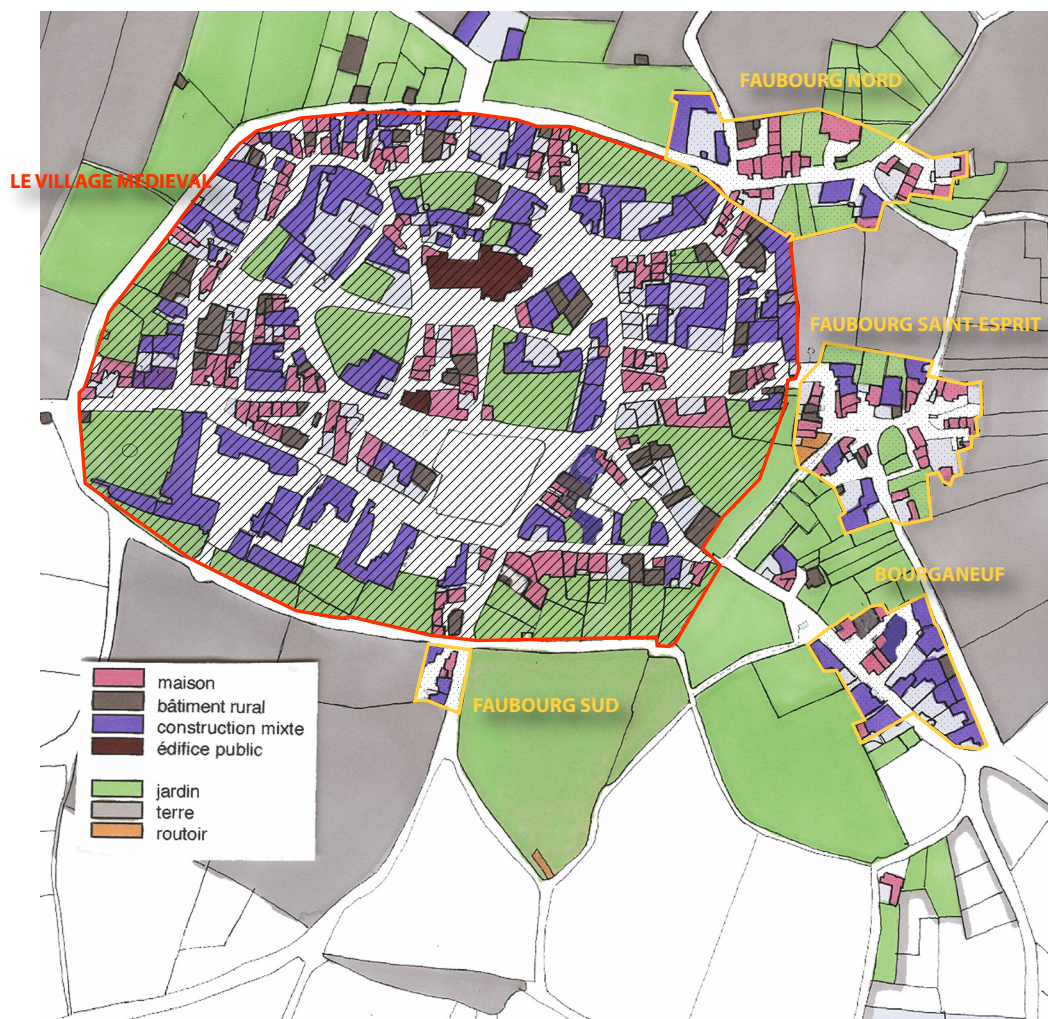 FAUBOURG NORD
LE VILLAGE MEDIEVAL
FAUBOURG SAINT-ESPRIT
BOURGANEUF
FAUBOURG SUD
maison
bâtiment rural
construction mixte
édifice public
jardin
terre
routoir